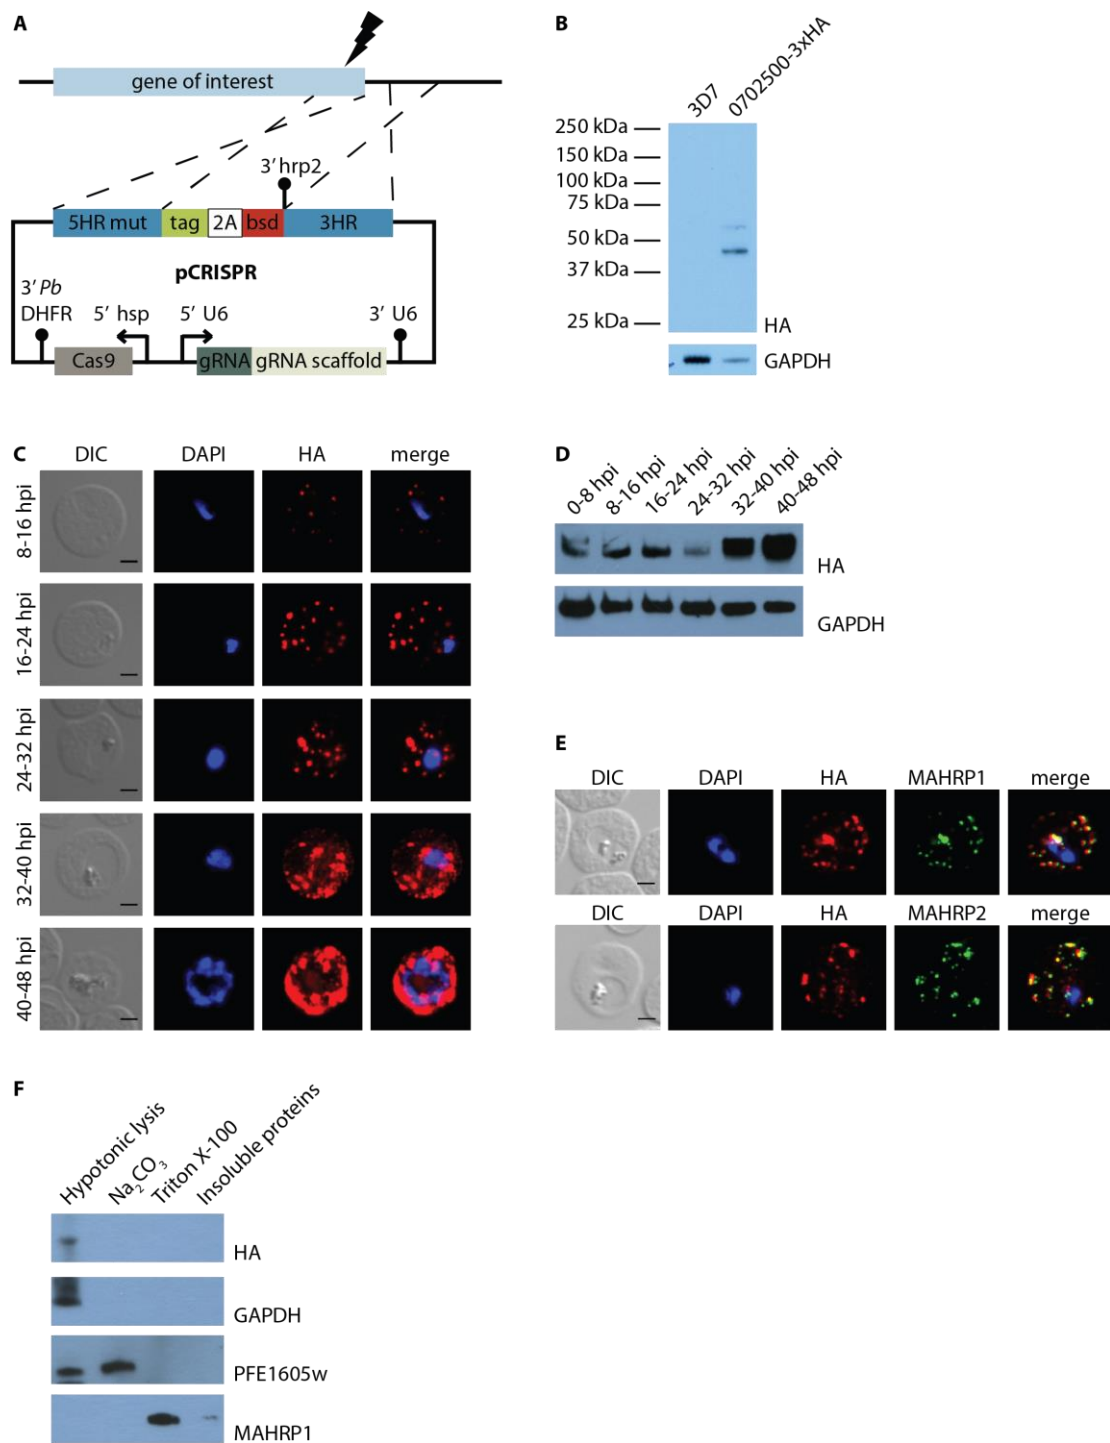 A
gene of interest
3' hrp2
5HR mut tag 2A bsd 3HR
pCRISPR
3' Pb
DHFR 5' hsp 5' U6 3' U6
Cas9 gRNA gRNA scaffold
B
3D7 0702500-3xHA
250 kDa
150 kDa
100 kDa
75 kDa
50 kDa
37 kDa
25 kDa
HA
GAPDH
C
DIC DAPI HA merge
8-16 hpi
16-24 hpi
24-32 hpi
32-40 hpi
40-48 hpi
D
0-8 hpi 8-16 hpi 16-24 hpi 24-32 hpi 32-40 hpi 40-48 hpi
HA
GAPDH
E
DIC DAPI HA MAHRP1 merge
DIC DAPI HA MAHRP2 merge
F
Hypotonic lysis Na₂CO₃ Triton X-100 Insoluble proteins
HA
GAPDH
PFE1605w
MAHRP1